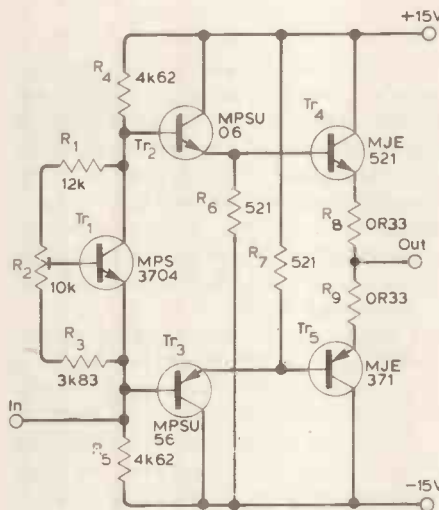 +15V
R4
4k62
MPSU
06
Tr2
Tr4
MJE
521
R1
12k
R6
521
R7
521
R8
0R33
Tr1
MPS
3704
R2
10k
Out
R9
0R33
R3
3k83
Tr3
Tr5
MJE
371
In
MPSU
56
R5
4k62
-15V